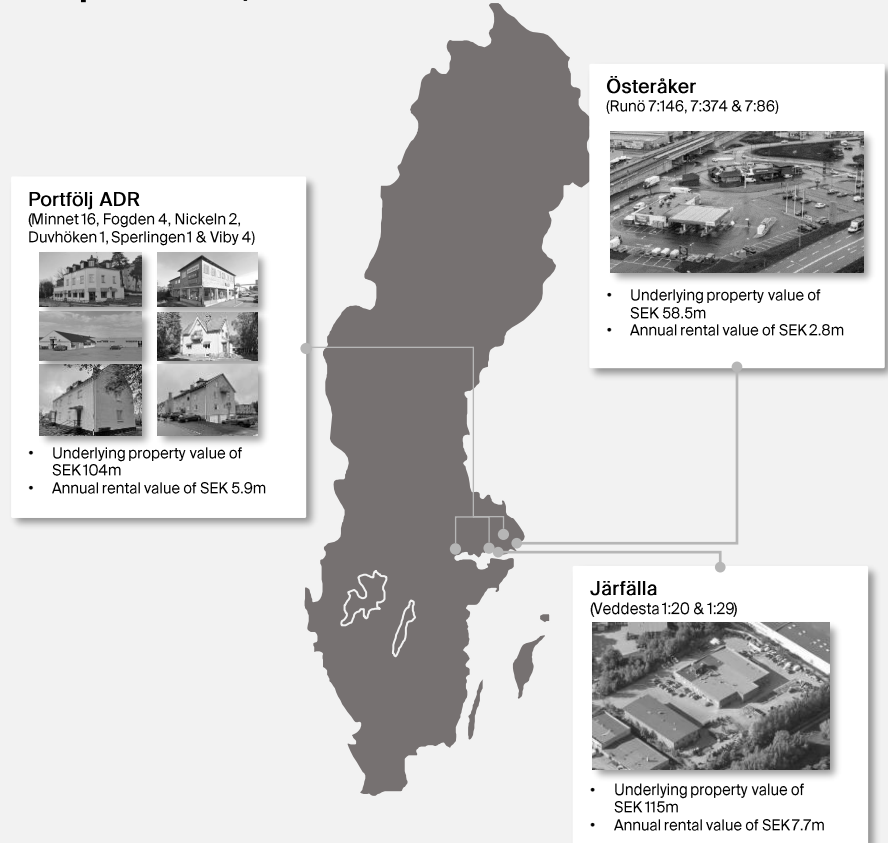 Portfölj ADR
(Minnet 16, Fogden 4, Nickeln 2,
Duvhöken 1, Sperlingen 1 & Viby 4)
• Underlying property value of
SEK 104m
• Annual rental value of SEK 5.9m
Österåker
(Runö 7:146, 7:374 & 7:86)
• Underlying property value of
SEK 58.5m
• Annual rental value of SEK 2.8m
Järfälla
(Veddesta 1:20 & 1:29)
• Underlying property value of
SEK 115m
• Annual rental value of SEK 7.7m